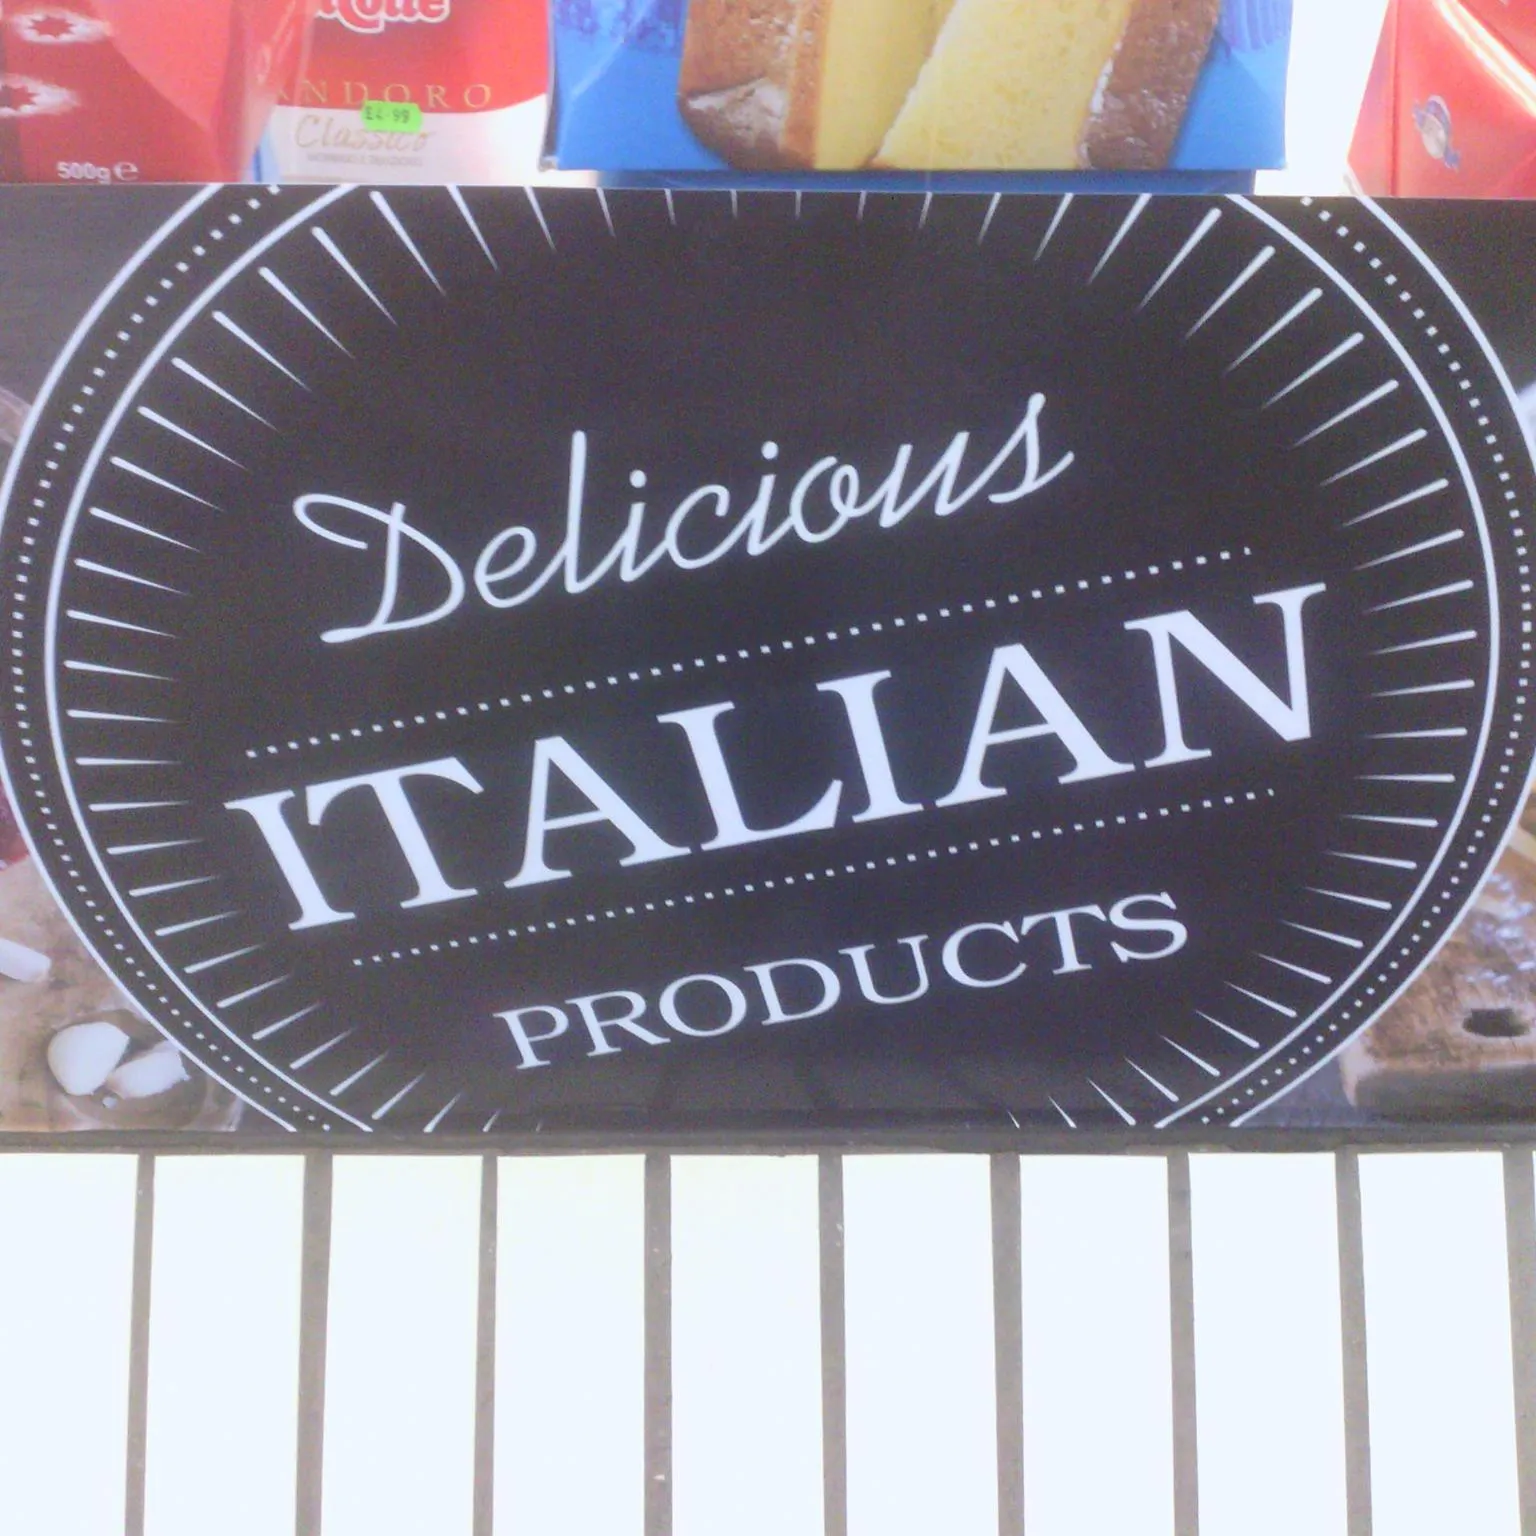 ANDORO
£4.99
Classico
500g e
Delicious
ITALIAN
PRODUCTS